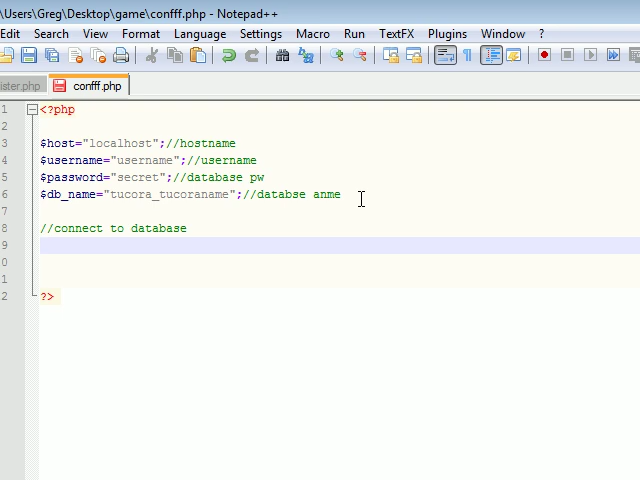 \Users\Greg\Desktop\game\confff.php - Notepad++
Edit Search View Format Language Settings Macro Run TextFX Plugins Window ?
ister.php confff.php
1 <?php
2
3 $host="localhost";//hostname
4 $username="username";//username
5 $password="secret";//database pw
6 $db_name="tucora_tucoraname";//databse anme
7
8 //connect to database
9
0
1
2 ?>